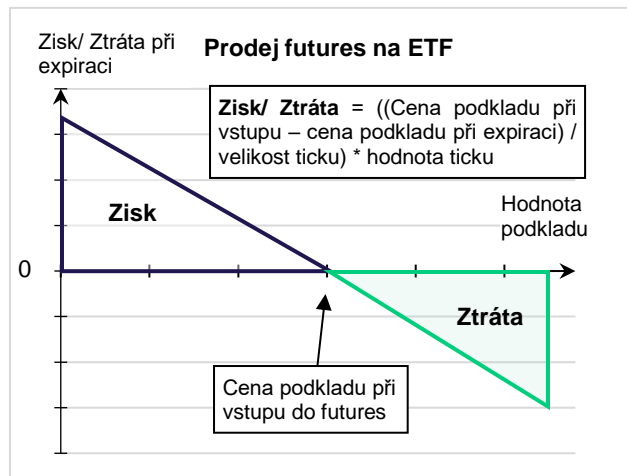 Zisk/ Ztráta při
expiraci
Prodej futures na ETF
Zisk/ Ztráta = ((Cena podkladu při
vstupu – cena podkladu při expiraci) /
velikost ticku) * hodnota ticku
Zisk
Hodnota
podkladu
0
Ztráta
Cena podkladu při
vstupu do futures